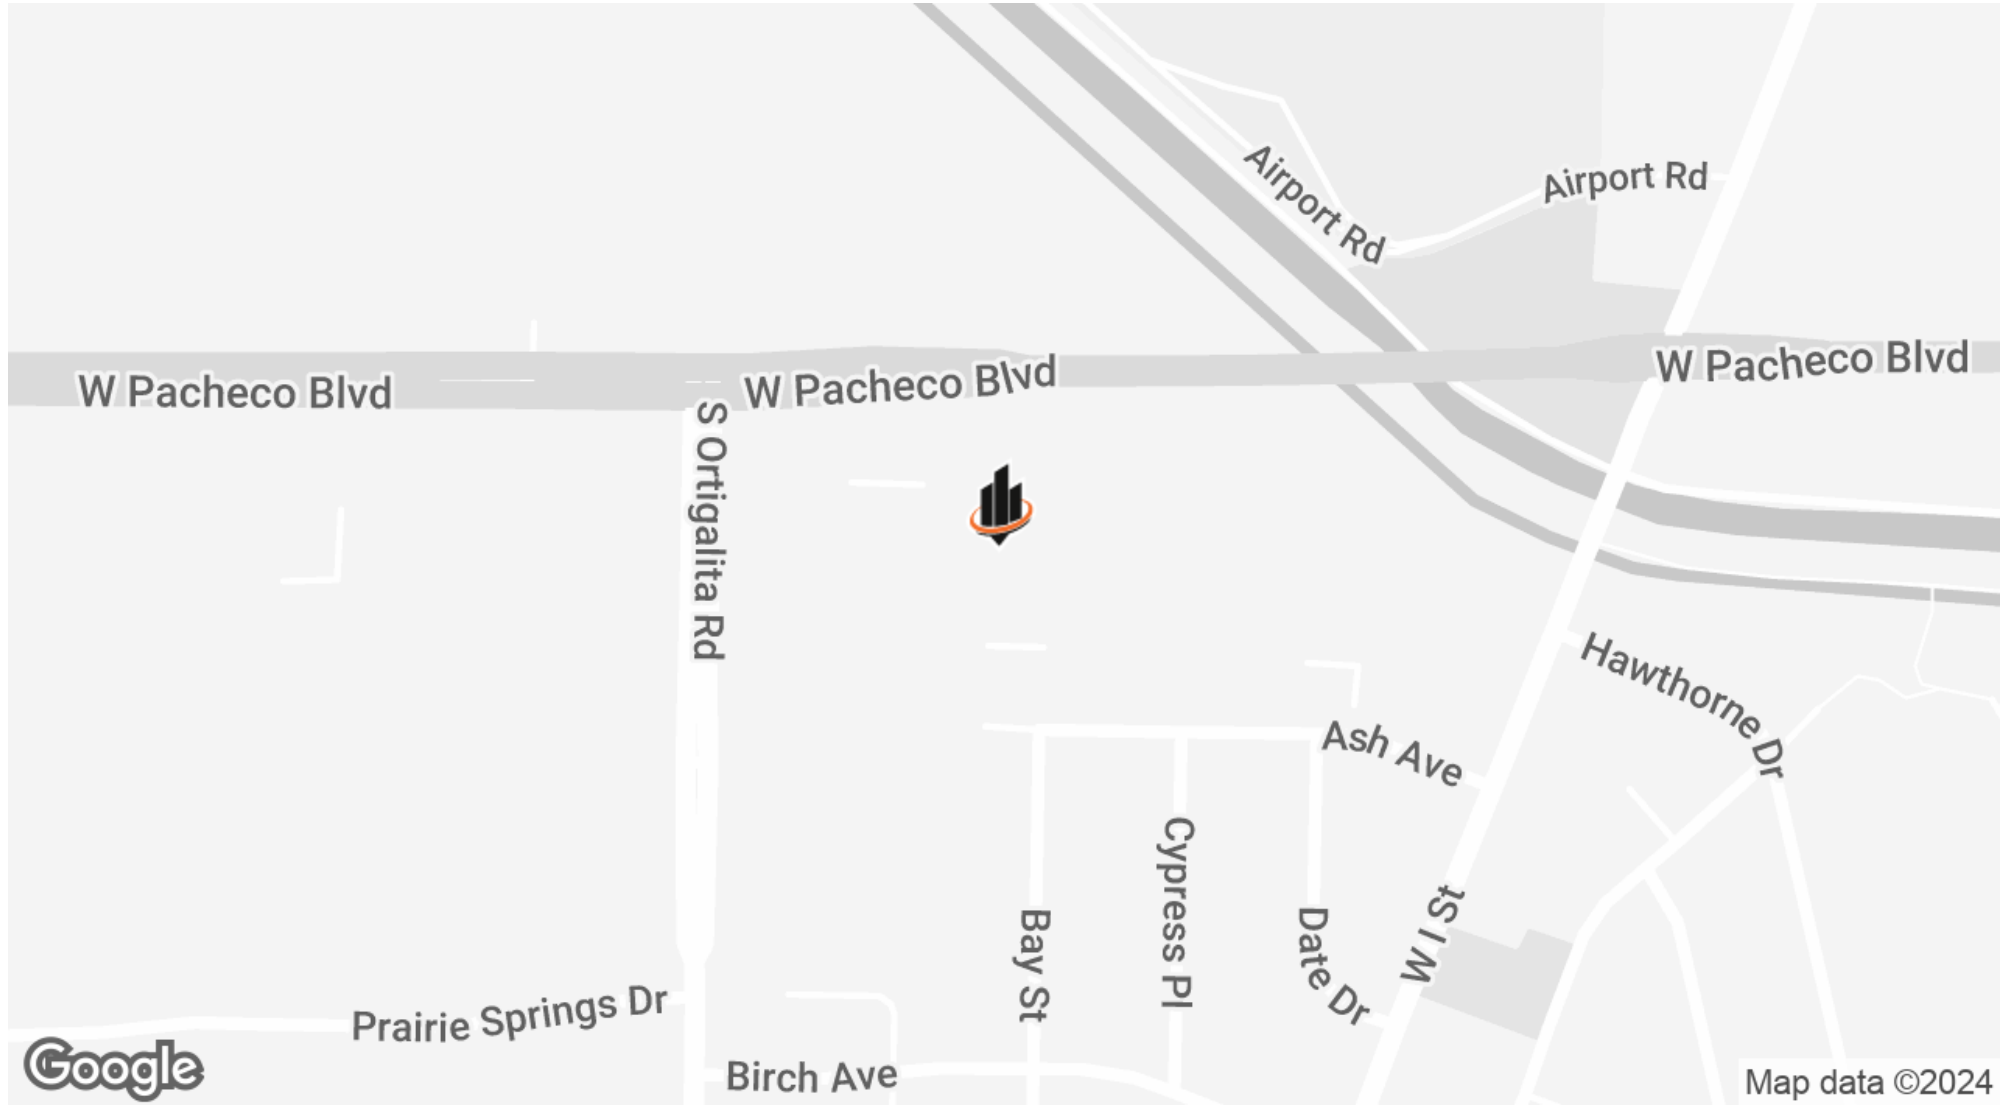 Airport Rd
Airport Rd
W Pacheco Blvd
W Pacheco Blvd
W Pacheco Blvd
S Ortigalita Rd
Hawthorne Dr
Ash Ave
Cypress Pl
Bay St
Date Dr
W I St
Prairie Springs Dr
Birch Ave
Google
Map data ©2024